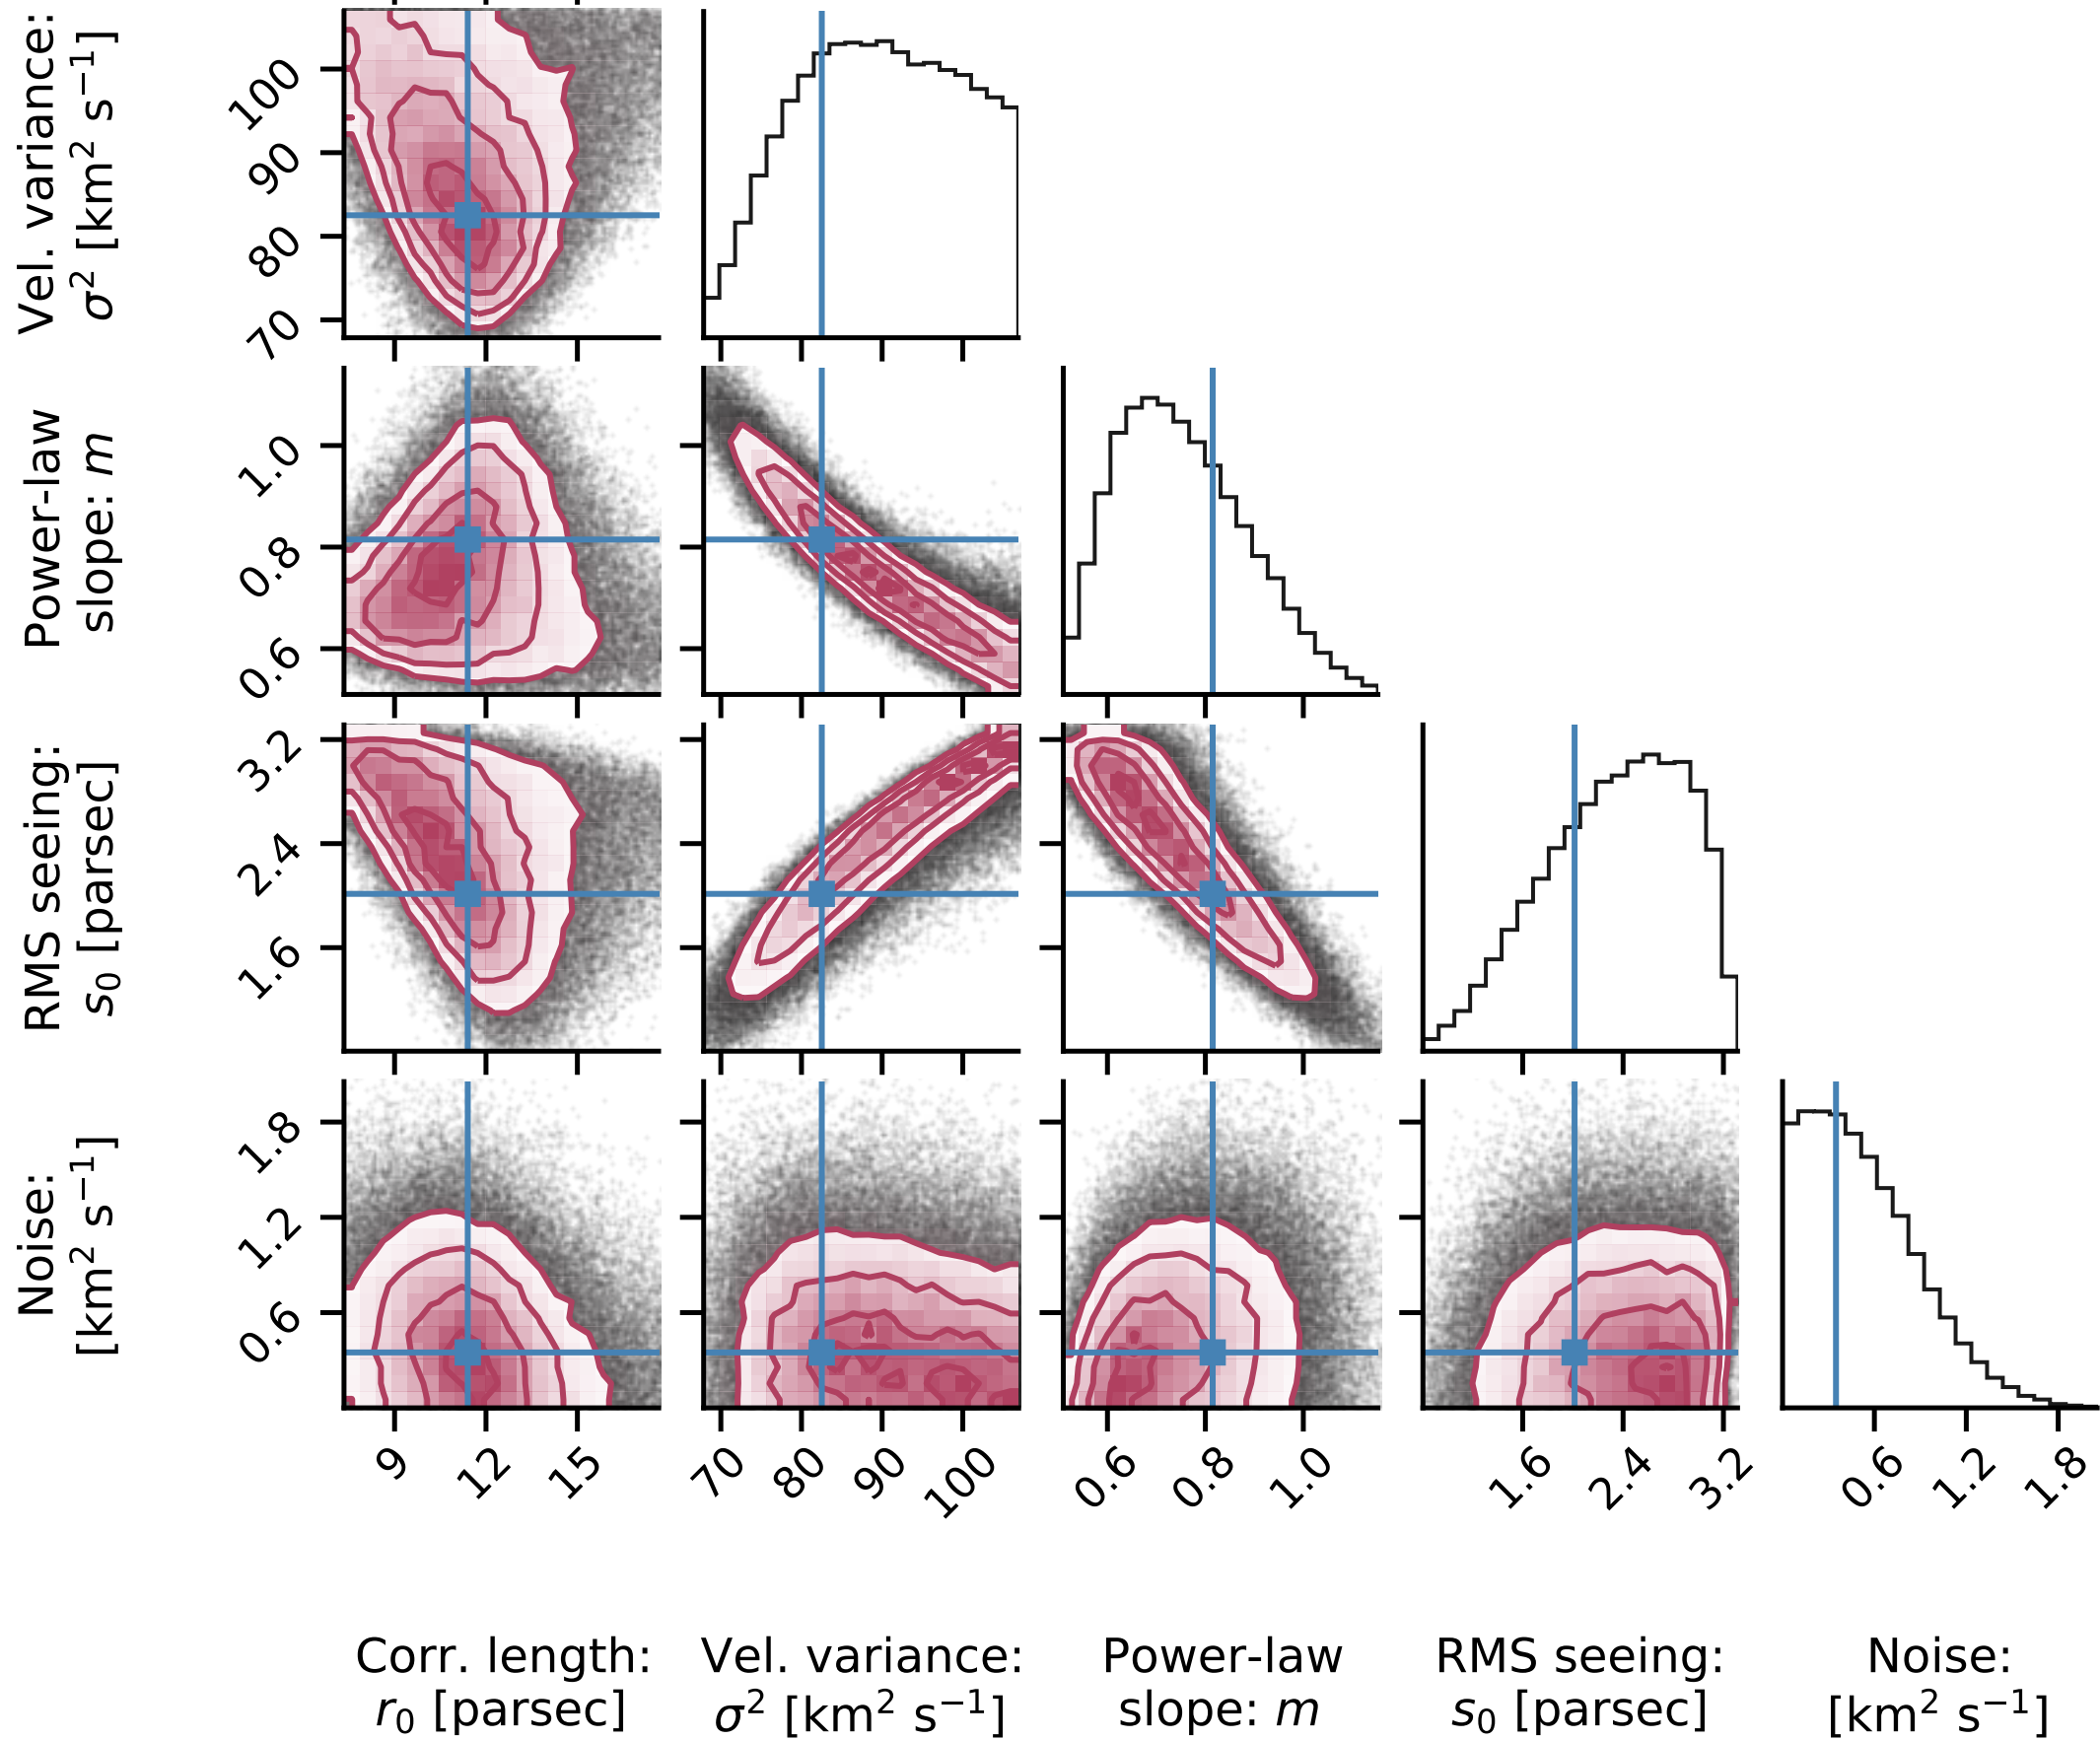 Vel. variance:
σ² [km² s⁻¹]
100
90
80
70
Power-law
slope: m
1.0
0.8
0.6
RMS seeing:
s₀ [parsec]
3.2
2.4
1.6
Noise:
[km² s⁻¹]
1.8
1.2
0.6
9 12 15 70 80 90 100 0.6 0.8 1.0 1.6 2.4 3.2 0.6 1.2 1.8
Corr. length: Vel. variance: Power-law RMS seeing: Noise:
r₀ [parsec] σ² [km² s⁻¹] slope: m s₀ [parsec] [km² s⁻¹]